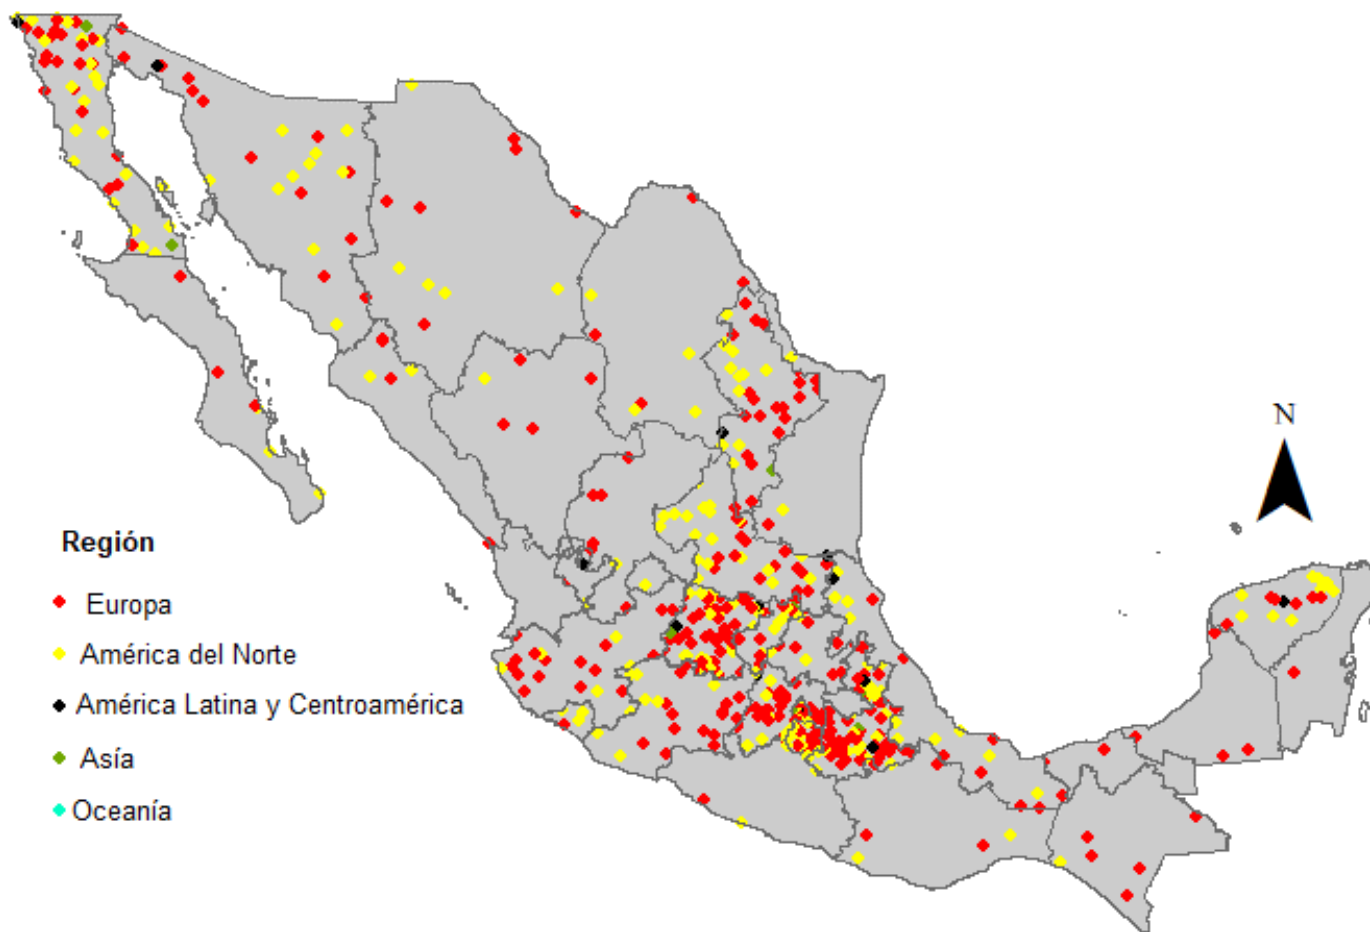 N
Región
Europa
América del Norte
América Latina y Centroamérica
Asía
Oceanía